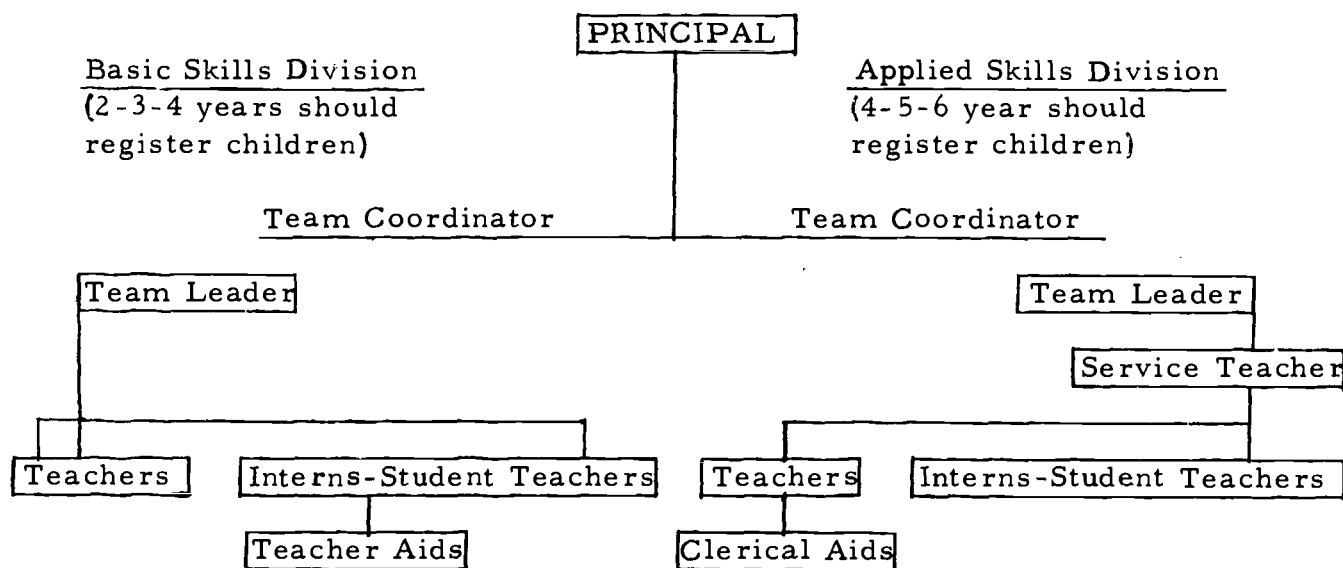 PRINCIPAL
Basic Skills Division
(2-3-4 years should
register children)
Applied Skills Division
(4-5-6 year should
register children)
Team Coordinator
Team Coordinator
Team Leader
Team Leader
Service Teacher
Teachers
Interns-Student Teachers
Teachers
Interns-Student Teachers
Teacher Aids
Clerical Aids